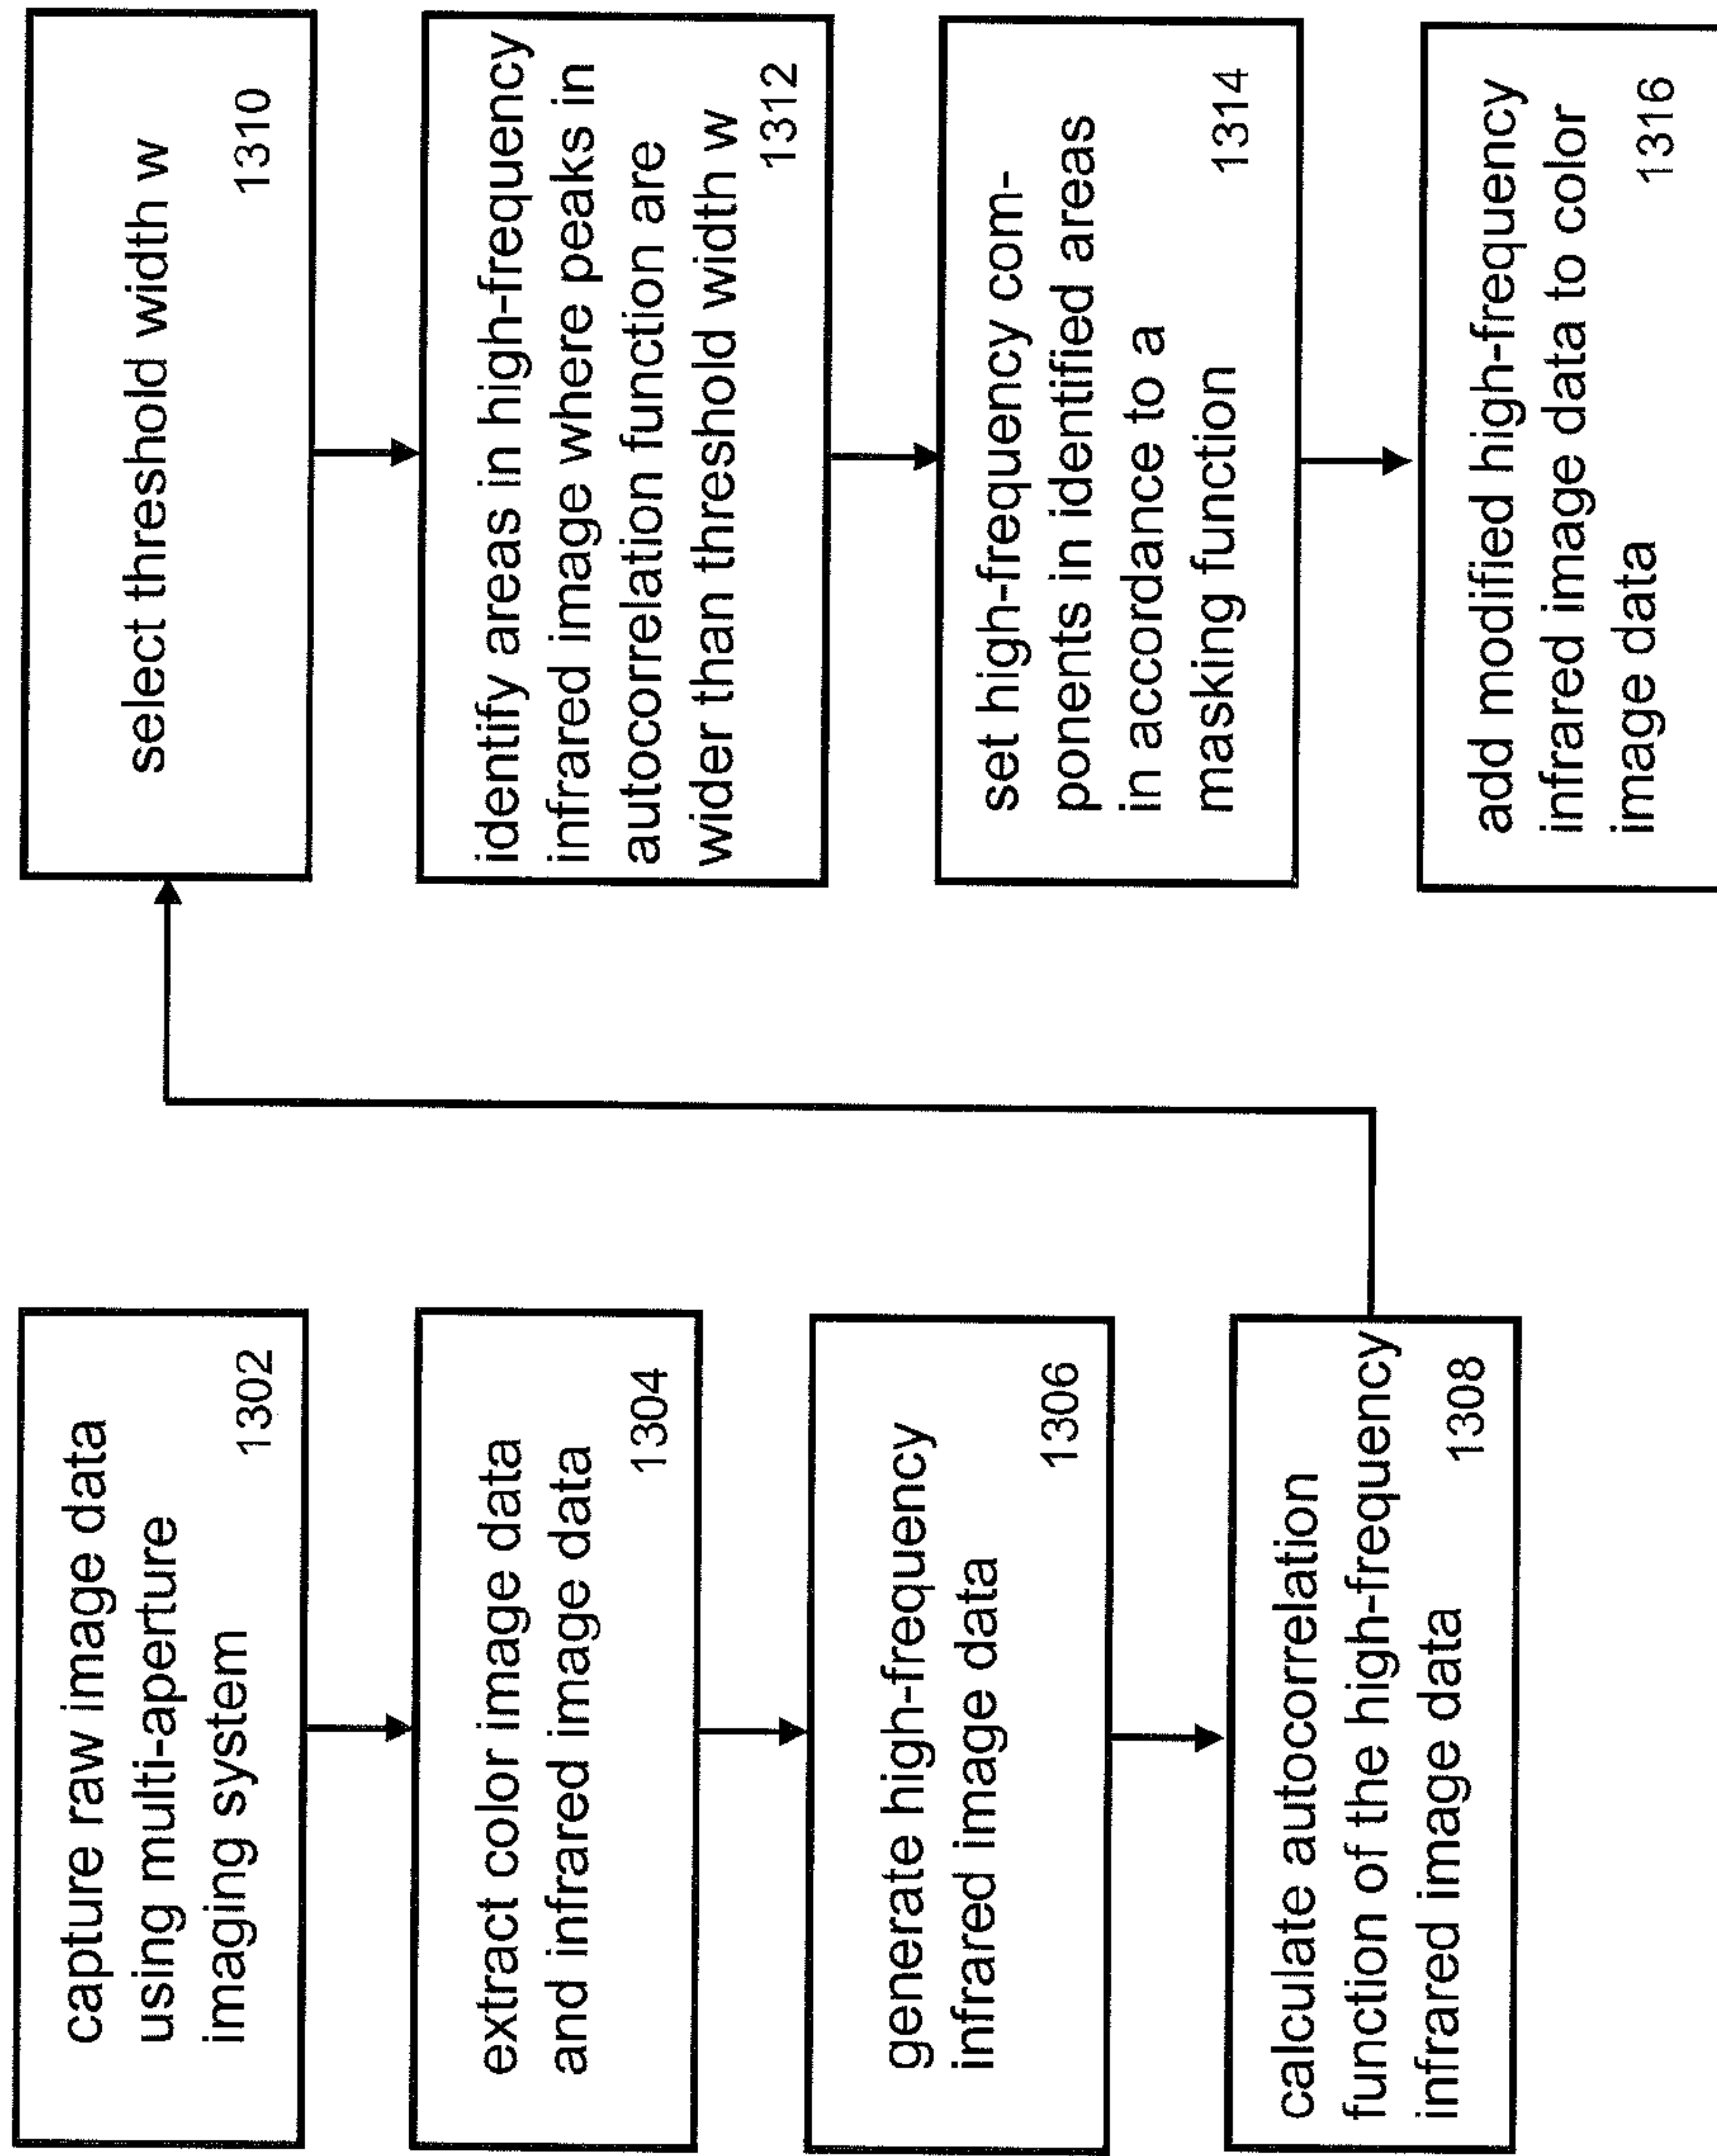 capture raw image data
using multi-aperture
imaging system
1302
extract color image data
and infrared image data
1304
generate high-frequency
infrared image data
1306
calculate autocorrelation
function of the high-frequency
infrared image data
1308
select threshold width w
1310
identify areas in high-frequency
infrared image where peaks in
autocorrelation function are
wider than threshold width w
1312
set high-frequency com-
ponents in identified areas
in accordance to a
masking function
1314
add modified high-frequency
infrared image data to color
image data
1316